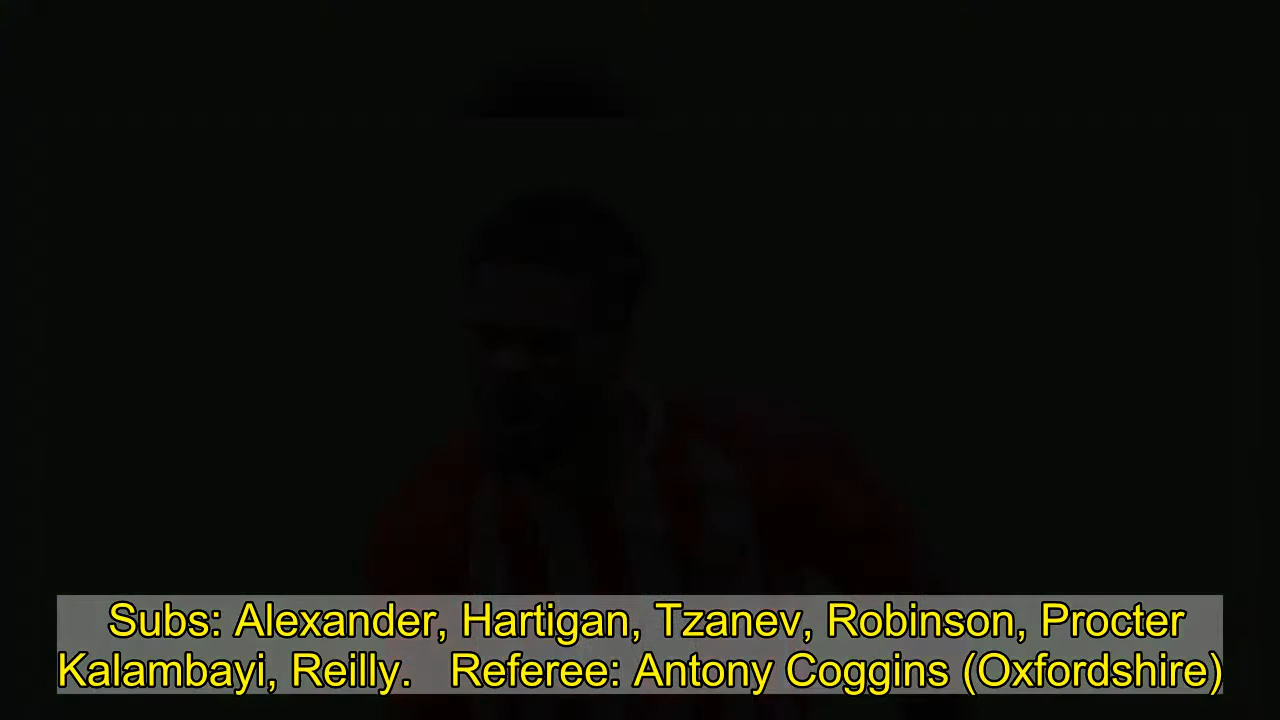 Subs: Alexander, Hartigan, Tzanev, Robinson, Procter
Kalambayi, Reilly.   Referee: Antony Coggins (Oxfordshire)